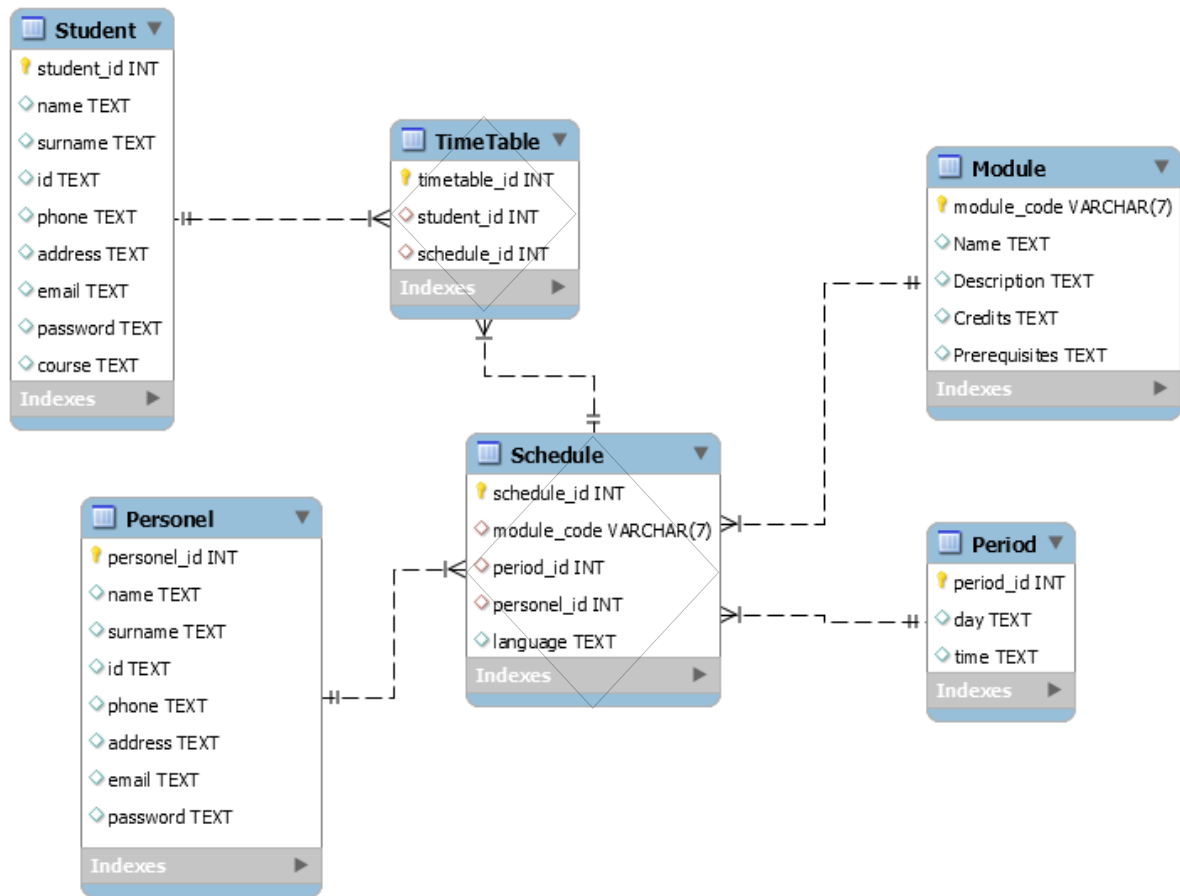 Student
student_id INT
name TEXT
surname TEXT
id TEXT
phone TEXT
address TEXT
email TEXT
password TEXT
course TEXT
Indexes
TimeTable
timetable_id INT
student_id INT
schedule_id INT
Indexes
Module
module_code VARCHAR(7)
Name TEXT
Description TEXT
Credits TEXT
Prerequisites TEXT
Indexes
Schedule
schedule_id INT
module_code VARCHAR(7)
period_id INT
personel_id INT
language TEXT
Indexes
Personel
personel_id INT
name TEXT
surname TEXT
id TEXT
phone TEXT
address TEXT
email TEXT
password TEXT
Indexes
Period
period_id INT
day TEXT
time TEXT
Indexes